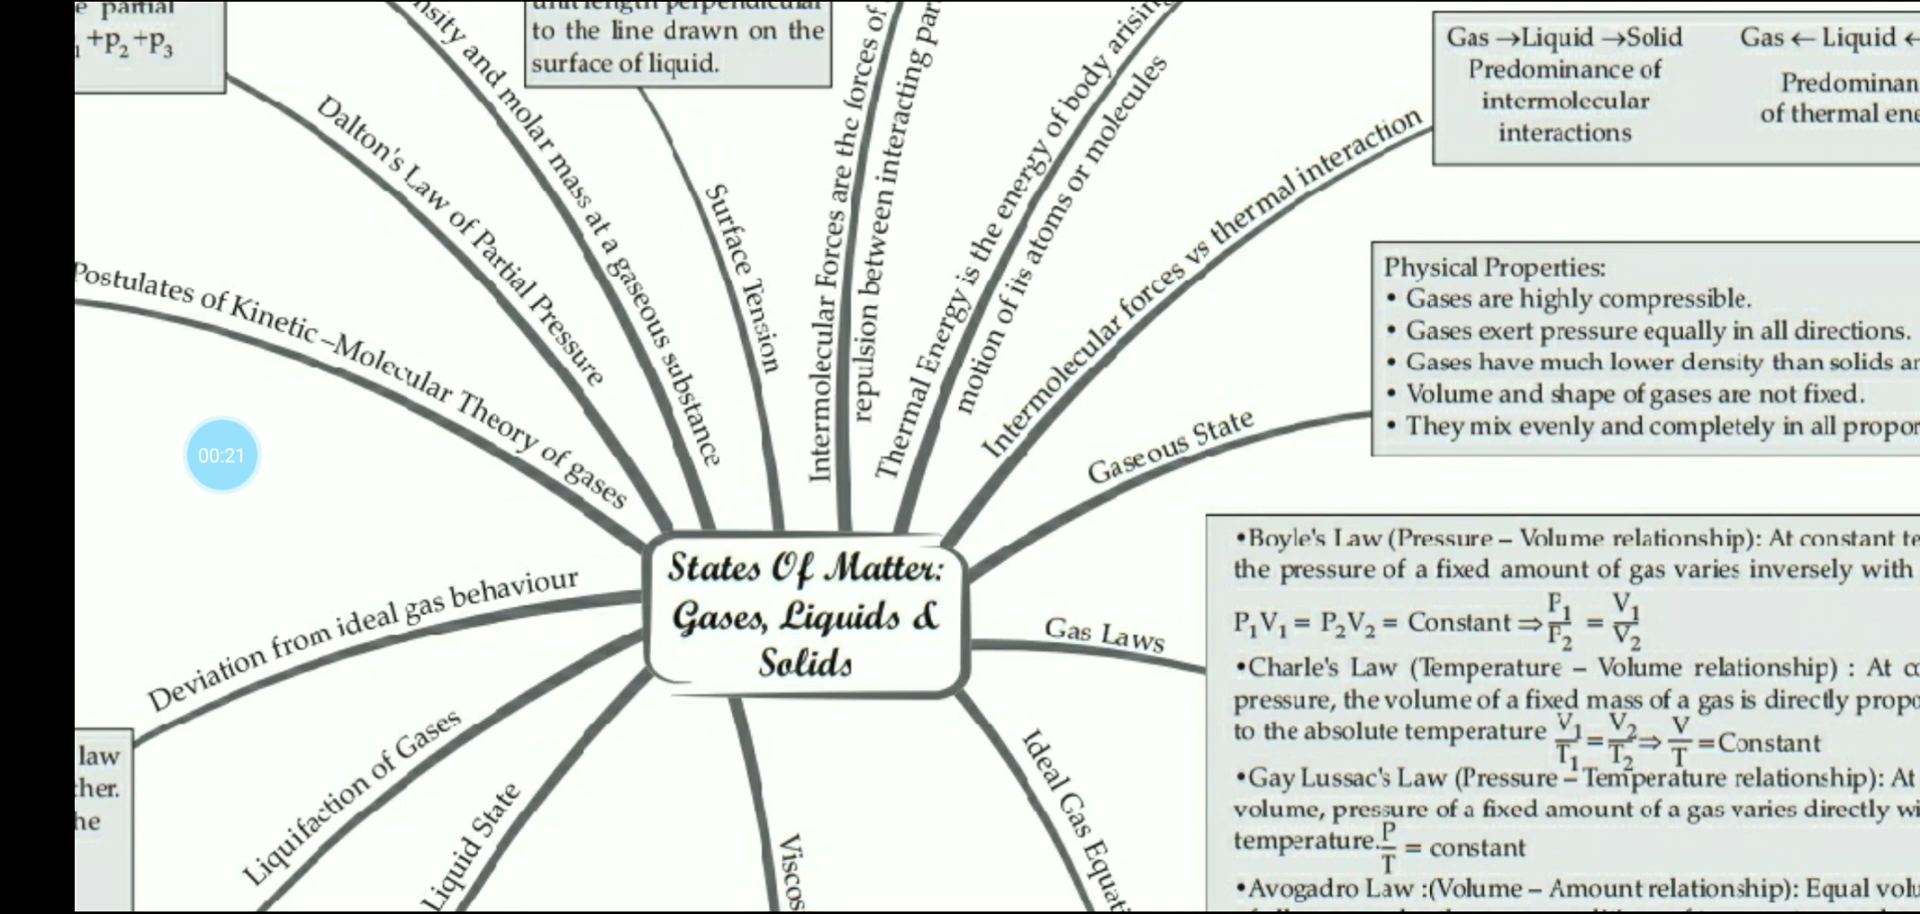 e partial
1 +p2 +p3
unit length perpendicular
to the line drawn on the
surface of liquid.
Gas →Liquid →Solid
Predominance of
intermolecular
interactions
Gas ← Liquid ←
Predominan
of thermal ene
Dalton's Law of Partial Pressure
nsity and molar mass at a gaseous substance
Surface Tension
Intermolecular Forces are the forces of
repulsion between interacting par
Thermal Energy is the energy of body arising
motion of its atoms or molecules
Intermolecular forces vs thermal interaction
Postulates of Kinetic –Molecular Theory of gases
Physical Properties:
• Gases are highly compressible.
• Gases exert pressure equally in all directions.
• Gases have much lower density than solids an
• Volume and shape of gases are not fixed.
• They mix evenly and completely in all propor
Gaseous State
00:21
States Of Matter:
Gases, Liquids &
Solids
Deviation from ideal gas behaviour
Gas Laws
•Boyle's Law (Pressure – Volume relationship): At constant te
the pressure of a fixed amount of gas varies inversely with
P1V1 = P2V2 = Constant ⇒ P1/P2 = V1/V2
•Charle's Law (Temperature – Volume relationship) : At co
pressure, the volume of a fixed mass of a gas is directly propo
to the absolute temperature V1/T1 = V2/T2 ⇒ V/T = Constant
•Gay Lussac's Law (Pressure – Temperature relationship): At
volume, pressure of a fixed amount of a gas varies directly wi
temperature. P/T = constant
•Avogadro Law :(Volume – Amount relationship): Equal volu
law
ther.
he
Liquifaction of Gases
Liquid State
Viscos
Ideal Gas Equati